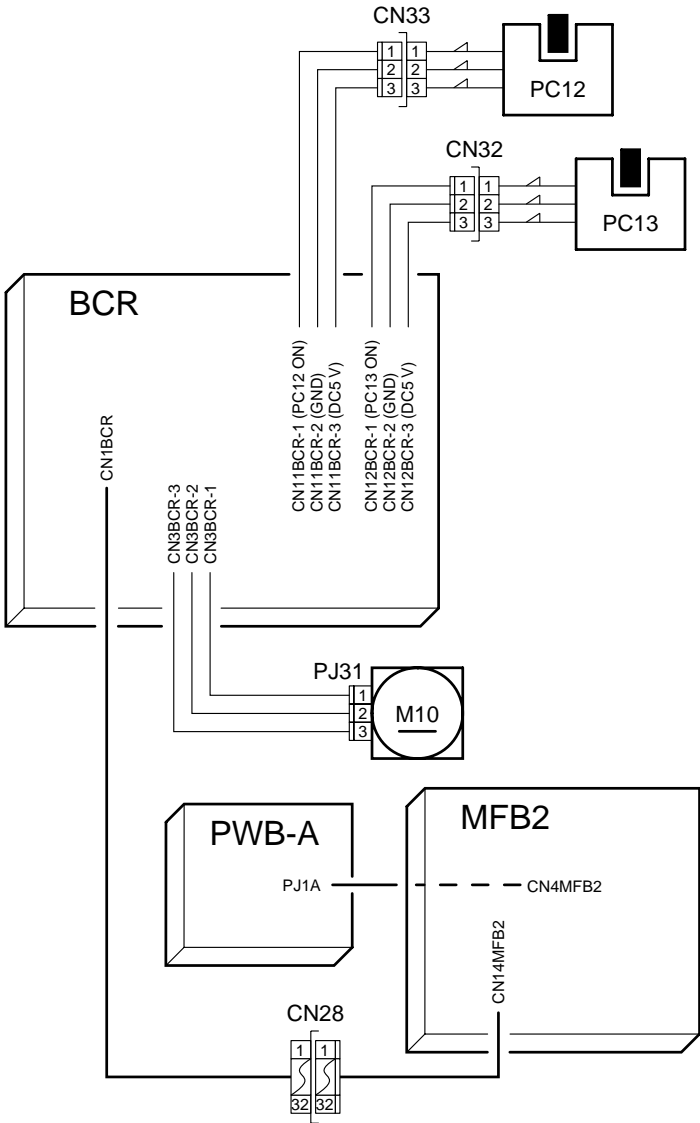 CN33
1 1
2 2
3 3
PC12
CN32
1 1
2 2
3 3
PC13
BCR
CN11BCR-1 (PC12 ON)
CN11BCR-2 (GND)
CN11BCR-3 (DC5 V)
CN12BCR-1 (PC13 ON)
CN12BCR-2 (GND)
CN12BCR-3 (DC5 V)
CN1BCR
CN3BCR-3
CN3BCR-2
CN3BCR-1
PJ31
1
2
3
M10
PWB-A
MFB2
PJ1A
CN4MFB2
CN14MFB2
CN28
1 1
32 32